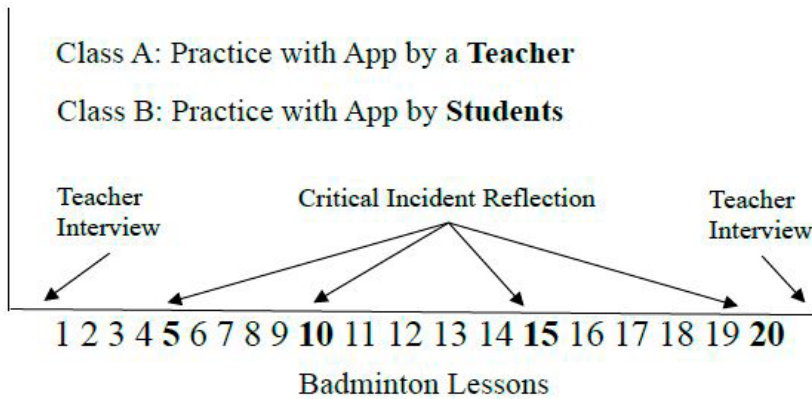 Class A: Practice with App by a Teacher
Class B: Practice with App by Students
Teacher
Interview
Critical Incident Reflection
Teacher
Interview
1 2 3 4 5 6 7 8 9 10 11 12 13 14 15 16 17 18 19 20
Badminton Lessons